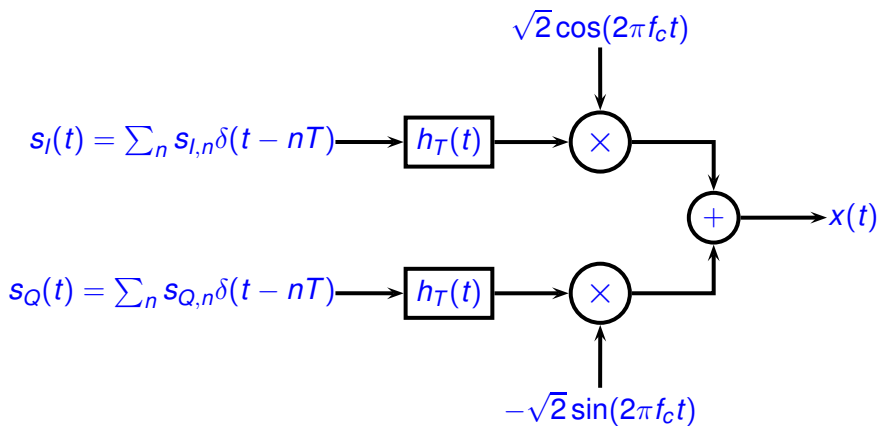 √2 cos(2πf_c t)
s_I(t) = ∑_n s_{I,n}δ(t − nT)
h_T(t)
×
+
x(t)
s_Q(t) = ∑_n s_{Q,n}δ(t − nT)
h_T(t)
×
−√2 sin(2πf_c t)